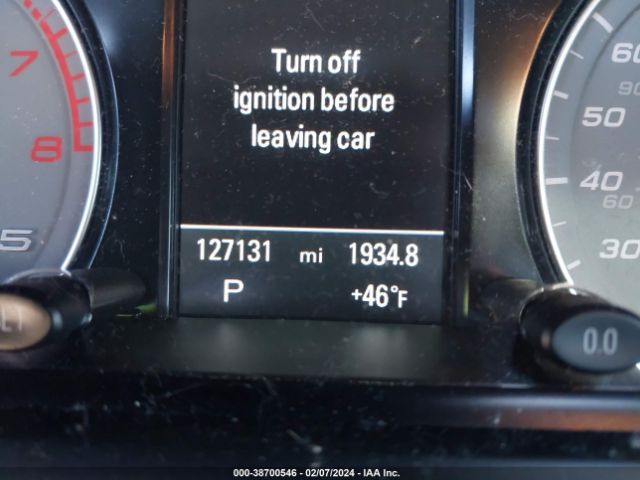 Turn off
ignition before
leaving car
127131 mi 1934.8
P +46°F
7
8
5
60
90
50
40
60
30
0.0
000-38700546 - 02/07/2024 - IAA Inc.